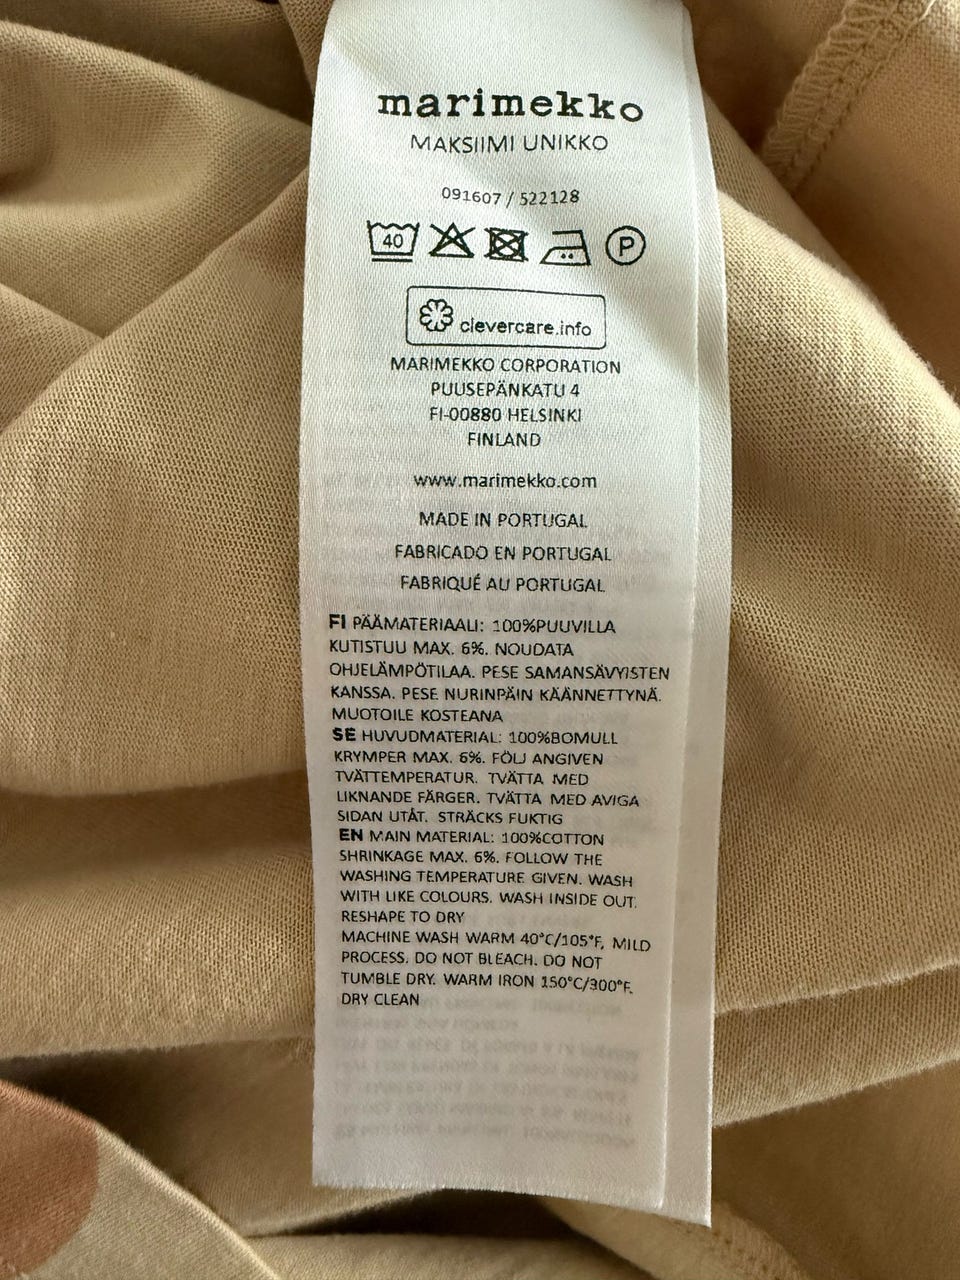 marimekko
MAKSIIMI UNIKKO
091607 / 522128
40 P
clevercare.info
MARIMEKKO CORPORATION
PUUSEPÄNKATU 4
FI-00880 HELSINKI
FINLAND
www.marimekko.com
MADE IN PORTUGAL
FABRICADO EN PORTUGAL
FABRIQUÉ AU PORTUGAL
FI PÄÄMATERIAALI: 100%PUUVILLA
KUTISTUU MAX. 6%. NOUDATA
OHJELÄMPÖTILAA. PESE SAMANSÄVYISTEN
KANSSA. PESE NURINPÄIN KÄÄNNETTYNÄ.
MUOTOILE KOSTEANA
SE HUVUDMATERIAL: 100%BOMULL
KRYMPER MAX. 6%. FÖLJ ANGIVEN
TVÄTTEMPERATUR. TVÄTTA MED
LIKNANDE FÄRGER. TVÄTTA MED AVIGA
SIDAN UTÅT. STRÄCKS FUKTIG
EN MAIN MATERIAL: 100%COTTON
SHRINKAGE MAX. 6%. FOLLOW THE
WASHING TEMPERATURE GIVEN. WASH
WITH LIKE COLOURS. WASH INSIDE OUT.
RESHAPE TO DRY
MACHINE WASH WARM 40°C/105°F, MILD
PROCESS. DO NOT BLEACH. DO NOT
TUMBLE DRY. WARM IRON 150°C/300°F.
DRY CLEAN